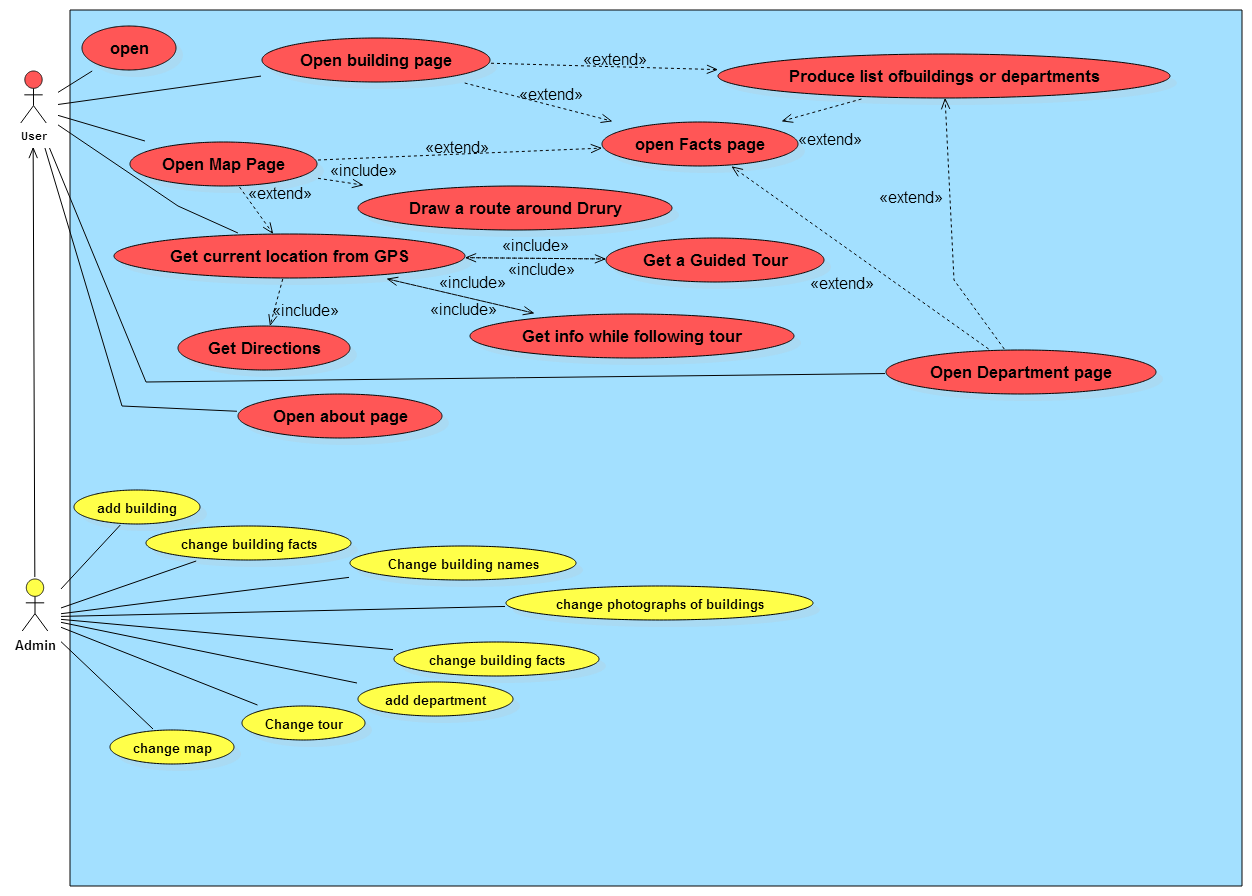 open
Open building page
«extend»
Produce list ofbuildings or departments
«extend»
User
open Facts page
«extend»
«extend»
Open Map Page
«include»
«extend»
«extend»
Draw a route around Drury
Get current location from GPS
«include»
«include»
Get a Guided Tour
«include»
«extend»
«include»
«include»
Get info while following tour
Get Directions
Open Department page
Open about page
add building
change building facts
Change building names
change photographs of buildings
Admin
change building facts
add department
Change tour
change map